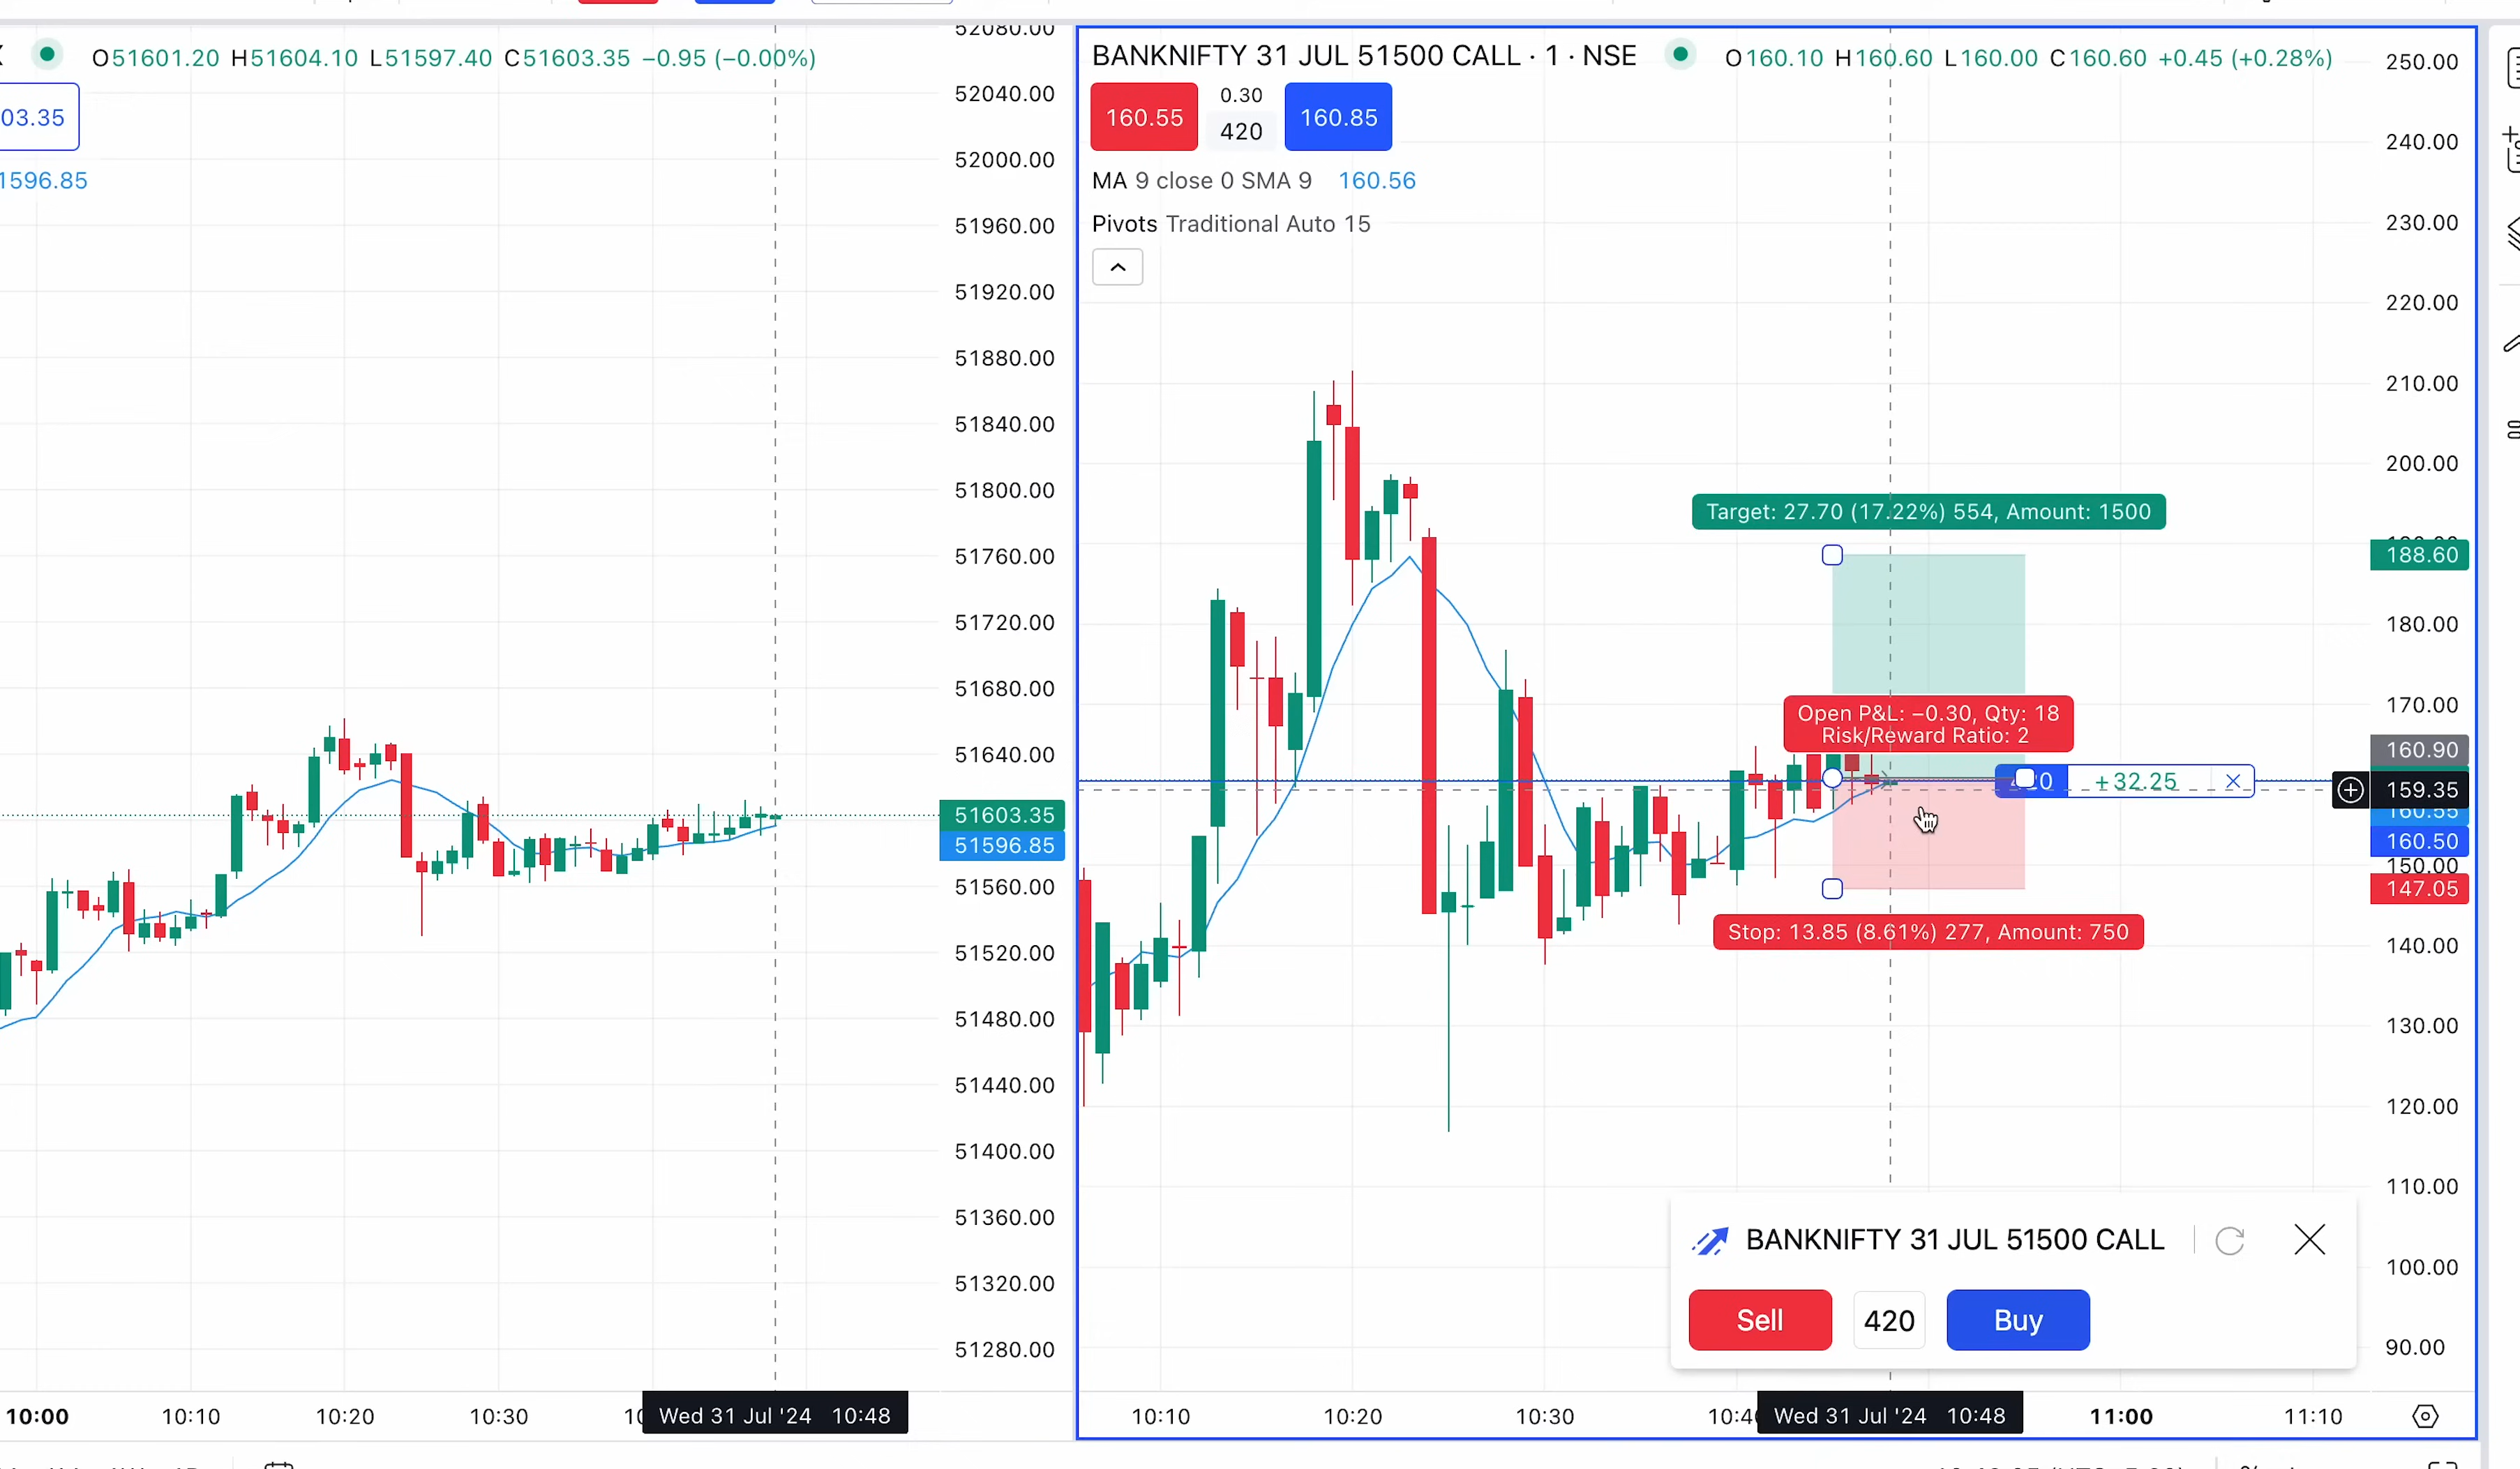 O51601.20 H51604.10 L51597.40 C51603.35 −0.95 (−0.00%)
03.35
1596.85
52080.00
52040.00
52000.00
51960.00
51920.00
51880.00
51840.00
51800.00
51760.00
51720.00
51680.00
51640.00
51603.35
51596.85
51560.00
51520.00
51480.00
51440.00
51400.00
51360.00
51320.00
51280.00
10:00 10:10 10:20 10:30
Wed 31 Jul '24 10:48
BANKNIFTY 31 JUL 51500 CALL · 1 · NSE
O160.10 H160.60 L160.00 C160.60 +0.45 (+0.28%)
160.55 0.30 420 160.85
MA 9 close 0 SMA 9 160.56
Pivots Traditional Auto 15
Target: 27.70 (17.22%) 554, Amount: 1500
Open P&L: −0.30, Qty: 18
Risk/Reward Ratio: 2
+32.25
Stop: 13.85 (8.61%) 277, Amount: 750
250.00
240.00
230.00
220.00
210.00
200.00
188.60
180.00
170.00
160.90
159.35
160.55
160.50
150.00
147.05
140.00
130.00
120.00
110.00
100.00
90.00
BANKNIFTY 31 JUL 51500 CALL
Sell 420 Buy
10:10 10:20 10:30 10:40
Wed 31 Jul '24 10:48
11:00 11:10